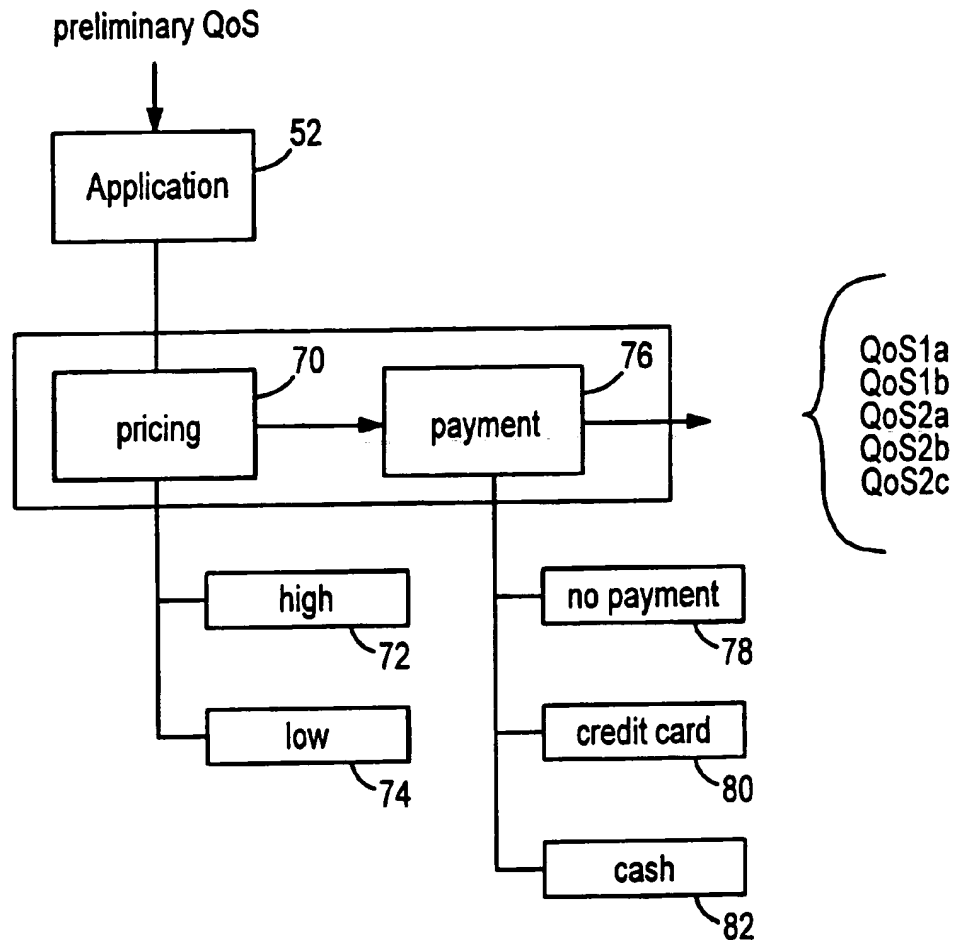 preliminary QoS
52
Application
70
pricing
76
payment
QoS1a
QoS1b
QoS2a
QoS2b
QoS2c
high
72
low
74
no payment
78
credit card
80
cash
82